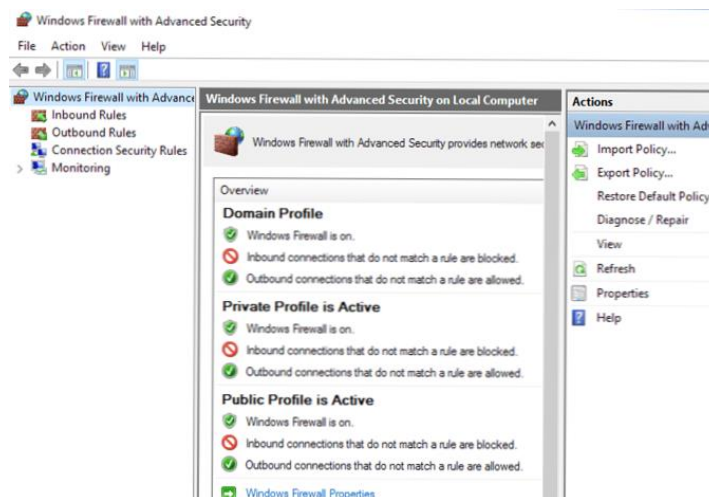 Windows Firewall with Advanced Security
File Action View Help
Windows Firewall with Advance
Inbound Rules
Outbound Rules
Connection Security Rules
Monitoring
Windows Firewall with Advanced Security on Local Computer
Windows Firewall with Advanced Security provides network sec
Overview
Domain Profile
Windows Firewall is on.
Inbound connections that do not match a rule are blocked.
Outbound connections that do not match a rule are allowed.
Private Profile is Active
Windows Firewall is on.
Inbound connections that do not match a rule are blocked.
Outbound connections that do not match a rule are allowed.
Public Profile is Active
Windows Firewall is on.
Inbound connections that do not match a rule are blocked.
Outbound connections that do not match a rule are allowed.
Windows Firewall Properties
Actions
Windows Firewall with Ad
Import Policy...
Export Policy...
Restore Default Policy
Diagnose / Repair
View
Refresh
Properties
Help